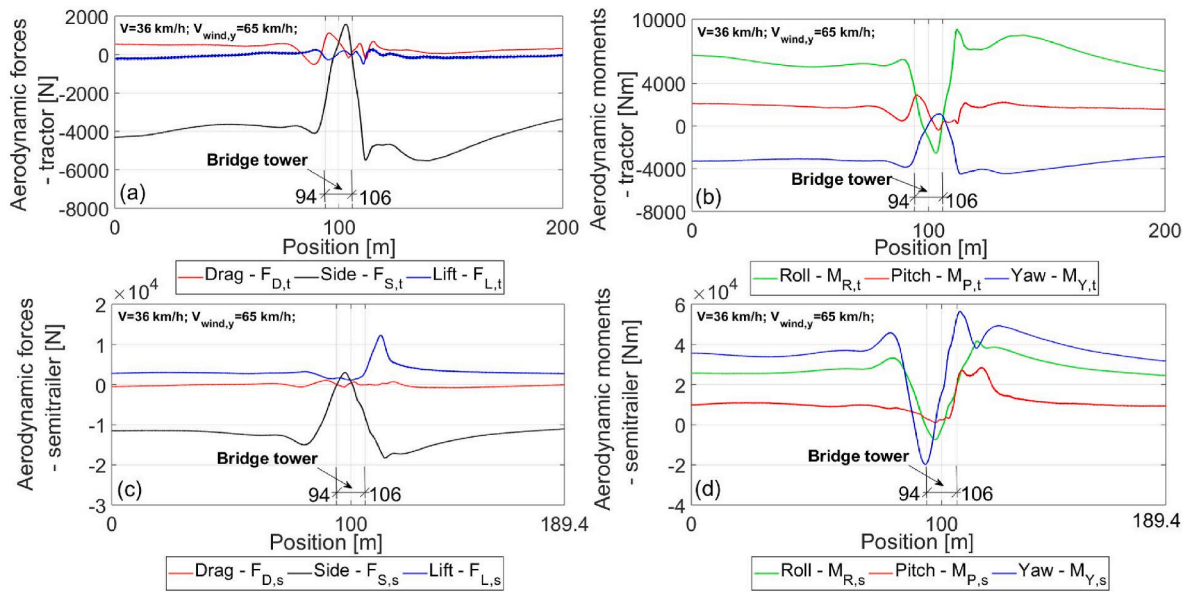 V=36 km/h; V_wind,y=65 km/h;
Aerodynamic forces
- tractor [N]
2000
0
-2000
-4000
-6000
-8000
Bridge tower
94 106
(a)
0 100 200
Position [m]
Drag - F_D,t Side - F_S,t Lift - F_L,t
V=36 km/h; V_wind,y=65 km/h;
Aerodynamic moments
- tractor [Nm]
10000
4000
0
-4000
-8000
Bridge tower
94 106
(b)
0 100 200
Position [m]
Roll - M_R,t Pitch - M_P,t Yaw - M_Y,t
×10^4
V=36 km/h; V_wind,y=65 km/h;
Aerodynamic forces
- semitrailer [N]
2
1
0
-1
-2
-3
Bridge tower
94 106
(c)
0 100 189.4
Position [m]
Drag - F_D,s Side - F_S,s Lift - F_L,s
×10^4
V=36 km/h; V_wind,y=65 km/h;
Aerodynamic moments
- semitrailer [Nm]
6
4
2
0
-2
-4
Bridge tower
94 106
(d)
0 100 189.4
Position [m]
Roll - M_R,s Pitch - M_P,s Yaw - M_Y,s